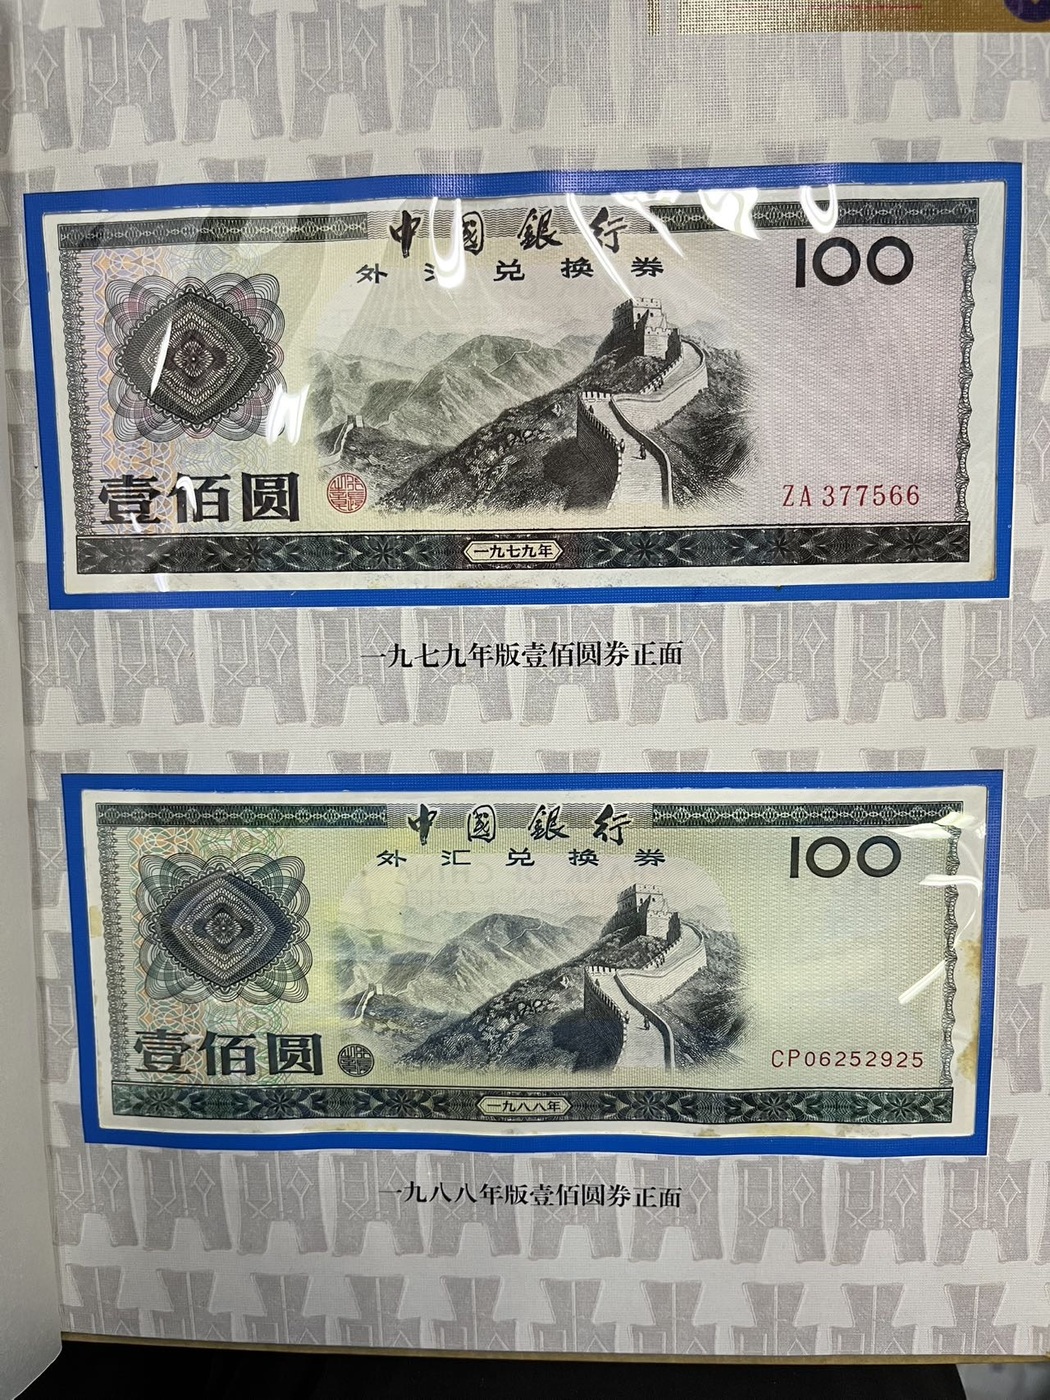 中國銀行
外汇兑换券
100
壹佰圆
ZA 377566
一九七九年
一九七九年版壹佰圆券正面
中國銀行
外汇兑换券
100
壹佰圆
CP06252925
一九八八年
一九八八年版壹佰圆券正面